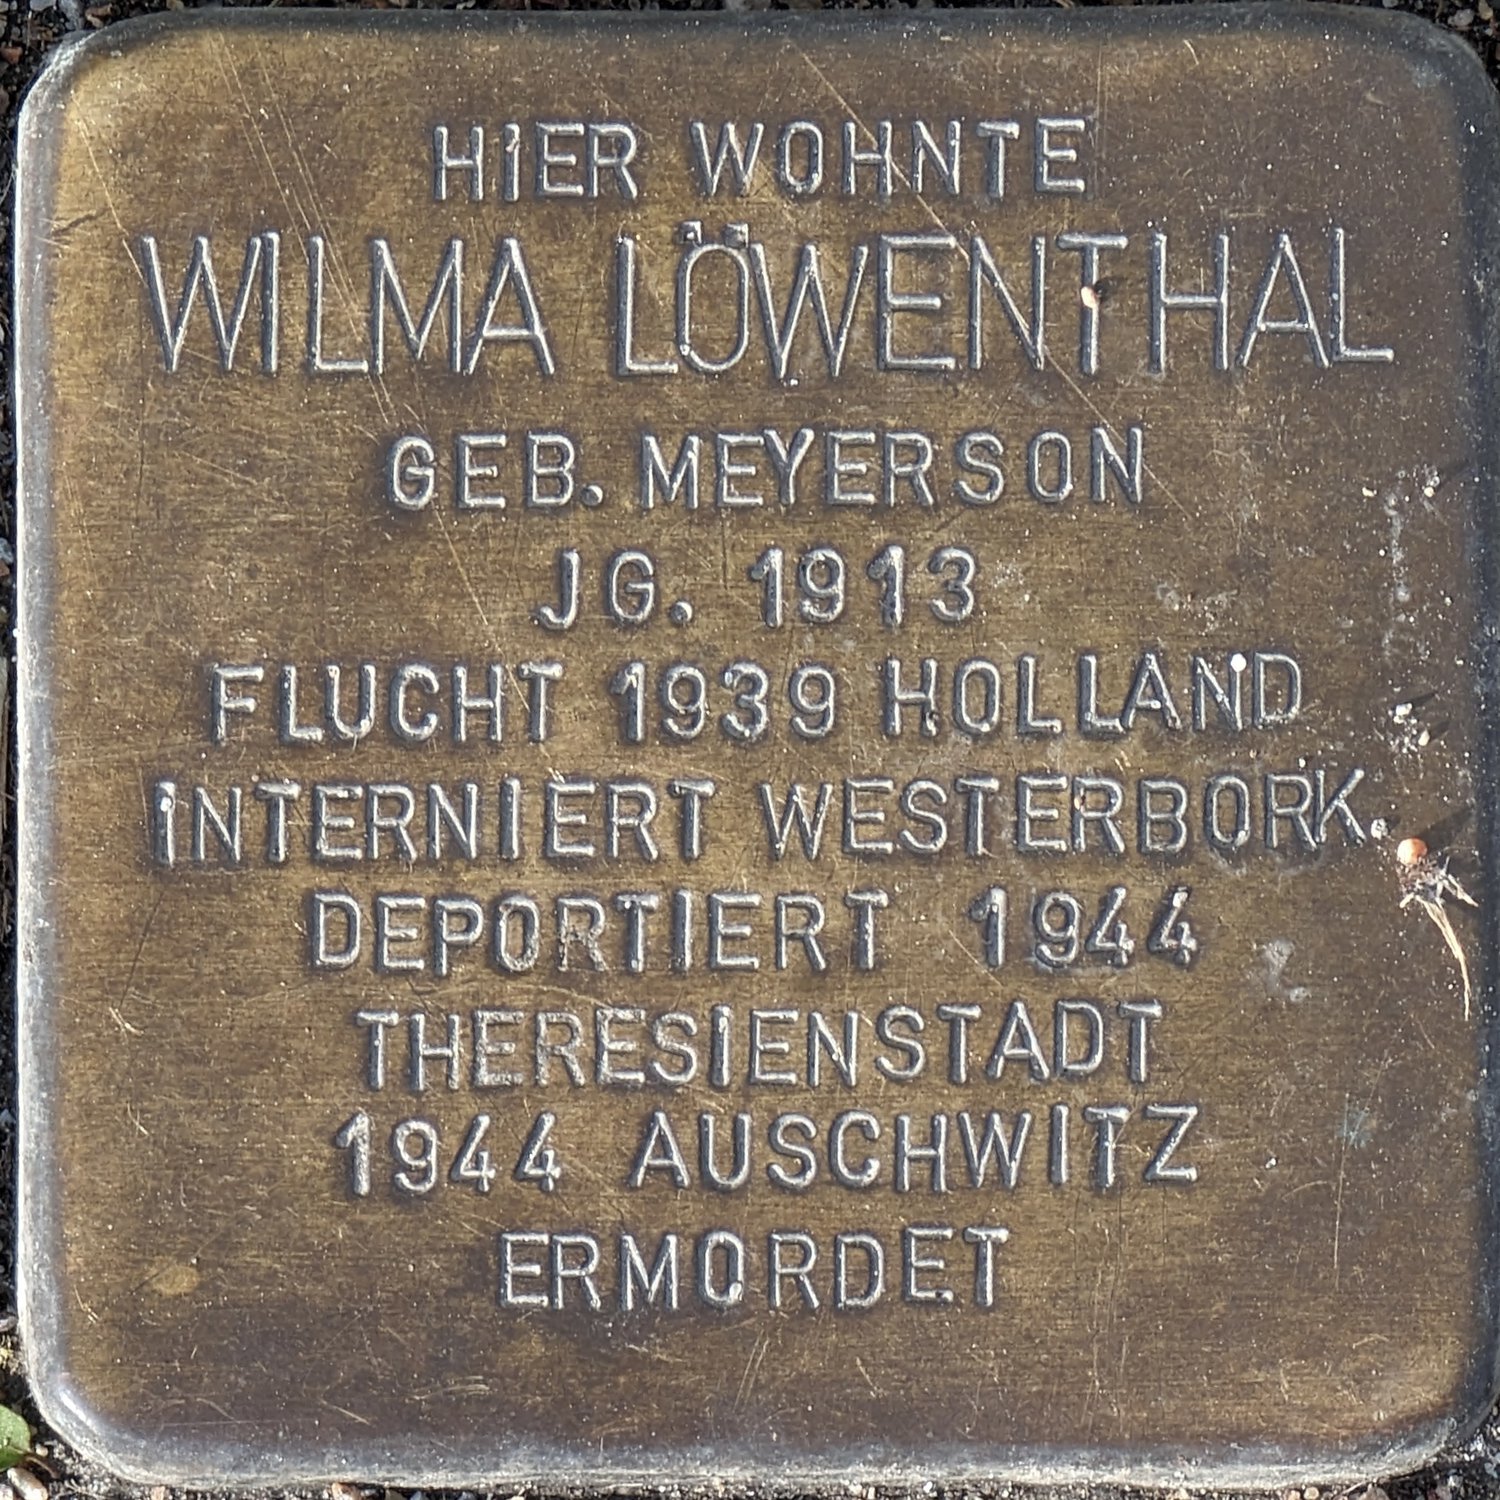 HIER WOHNTE
WILMA LÖWENTHAL
GEB. MEYERSON
JG. 1913
FLUCHT 1939 HOLLAND
INTERNIERT WESTERBORK
DEPORTIERT 1944
THERESIENSTADT
1944 AUSCHWITZ
ERMORDET